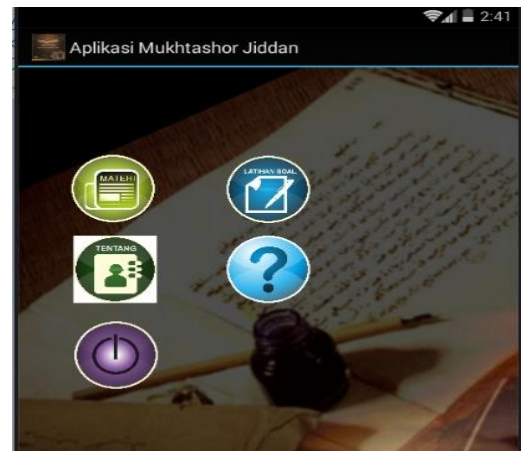 2:41
Aplikasi Mukhtashor Jiddan
MATERI
LATIHAN SOAL
TENTANG
?